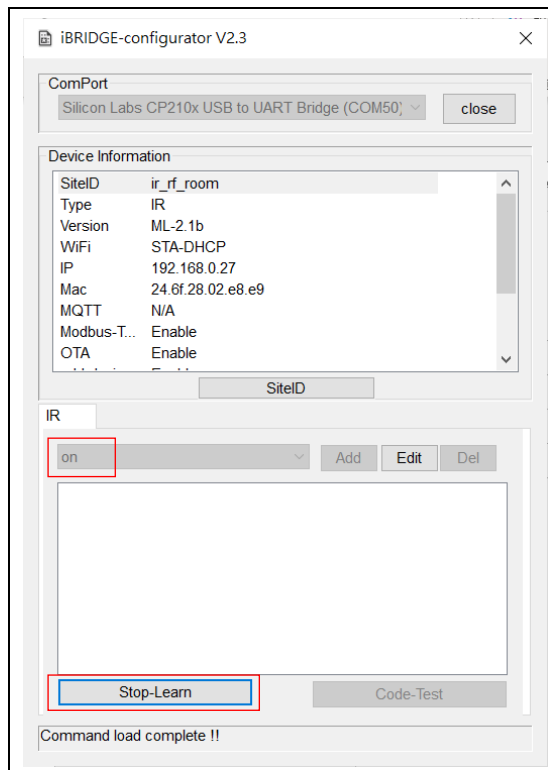 iBRIDGE-configurator V2.3
ComPort
Silicon Labs CP210x USB to UART Bridge (COM50) close
Device Information
SiteID ir_rf_room
Type IR
Version ML-2.1b
WiFi STA-DHCP
IP 192.168.0.27
Mac 24.6f.28.02.e8.e9
MQTT N/A
Modbus-T... Enable
OTA Enable
SiteID
IR
on Add Edit Del
Stop-Learn Code-Test
Command load complete !!